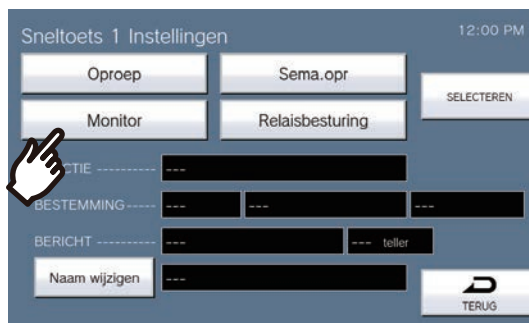 Sneltoets 1 Instellingen 12:00 PM
Oproep Sema.opr
SELECTEREN
Monitor Relaisbesturing
CTIE ---------- ---
BESTEMMING----- --- --- ---
BERICHT ---------- --- --- teller
Naam wijzigen ---
TERUG